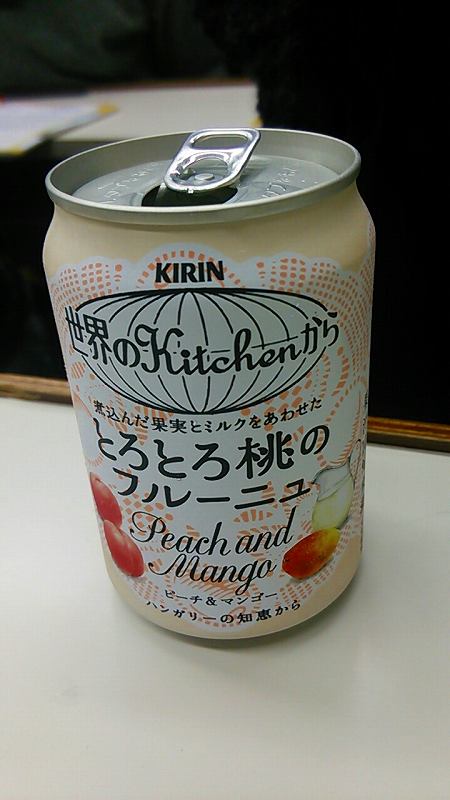 KIRIN
世界のKitchenから
煮込んだ果実とミルクをあわせた
とろとろ桃の
フルーニュ
Peach and
Mango
ピーチ&マンゴー
ハンガリーの知恵から